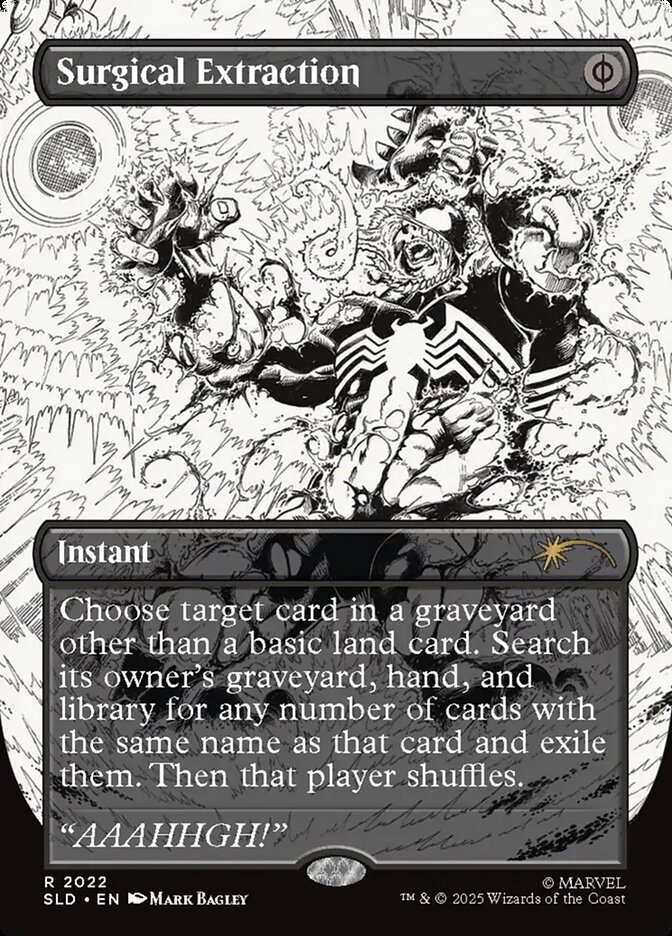 Surgical Extraction
Instant
Choose target card in a graveyard
other than a basic land card. Search
its owner's graveyard, hand, and
library for any number of cards with
the same name as that card and exile
them. Then that player shuffles.
"AAAHHGH!"
R 2022
SLD • EN MARK BAGLEY
© MARVEL
™ & © 2025 Wizards of the Coast